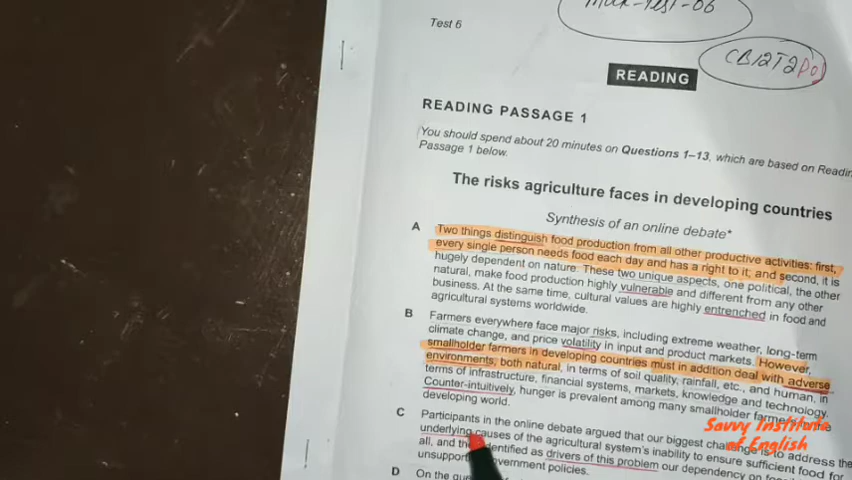 Mock-Test-06
Test 6
CB12T2P01
READING
READING PASSAGE 1
You should spend about 20 minutes on Questions 1–13, which are based on Readin
Passage 1 below.
The risks agriculture faces in developing countries
Synthesis of an online debate*
A Two things distinguish food production from all other productive activities: first,
every single person needs food each day and has a right to it; and second, it is
hugely dependent on nature. These two unique aspects, one political, the other
natural, make food production highly vulnerable and different from any other
business. At the same time, cultural values are highly entrenched in food and
agricultural systems worldwide.
B Farmers everywhere face major risks, including extreme weather, long-term
climate change, and price volatility in input and product markets. However,
smallholder farmers in developing countries must in addition deal with adverse
environments, both natural, in terms of soil quality, rainfall, etc., and human, in
terms of infrastructure, financial systems, markets, knowledge and technology.
Counter-intuitively, hunger is prevalent among many smallholder farmers in the
developing world.
C Participants in the online debate argued that our biggest challenge is to address the
underlying causes of the agricultural system's inability to ensure sufficient food for
all, and the identified as drivers of this problem our dependency on
unsuppo government policies.
D On the
Savvy Institute
of English